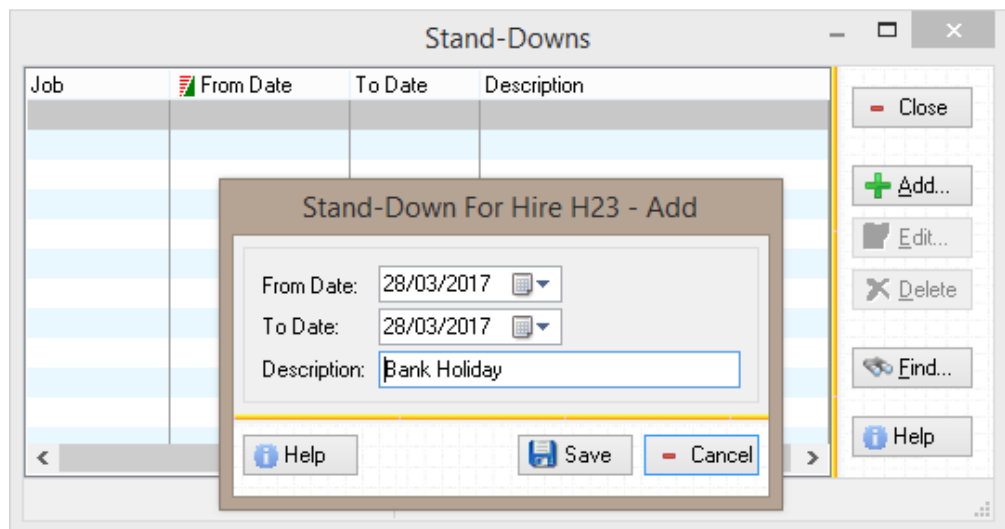 Stand-Downs
Job From Date To Date Description
Close
Add...
Edit...
Delete
Find...
Help
Stand-Down For Hire H23 - Add
From Date: 28/03/2017
To Date: 28/03/2017
Description: Bank Holiday
Help Save Cancel